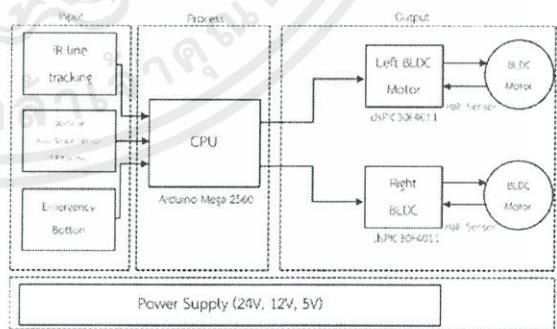 Input
Process
Output
IR line
tracking
Emergency
Botton
CPU
Arduino Mega 2560
Left BLDC
Motor
dsPIC30F4011
BLDC
Motor
Hall Sensor
Right
BLDC
dsPIC30F4011
BLDC
Motor
Hall Sensor
Power Supply (24V, 12V, 5V)